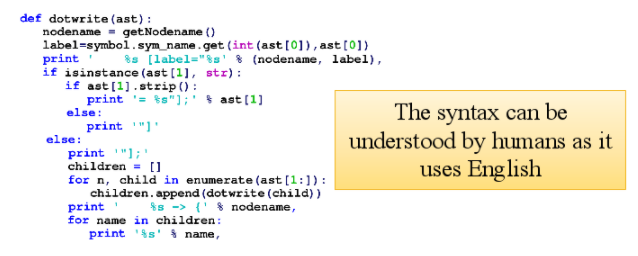 def dotwrite(ast):
    nodename = getNodename()
    label=symbol.sym_name.get(int(ast[0]),ast[0])
    print '    %s [label="%s' % (nodename, label),
    if isinstance(ast[1], str):
        if ast[1].strip():
            print '= %s"];' % ast[1]
        else:
            print '"]'
    else:
        print '"];'
        children = []
        for n, child in enumerate(ast[1:]):
            children.append(dotwrite(child))
        print '    %s -> {' % nodename,
        for name in children:
            print '%s' % name,
The syntax can be
understood by humans as it
uses English